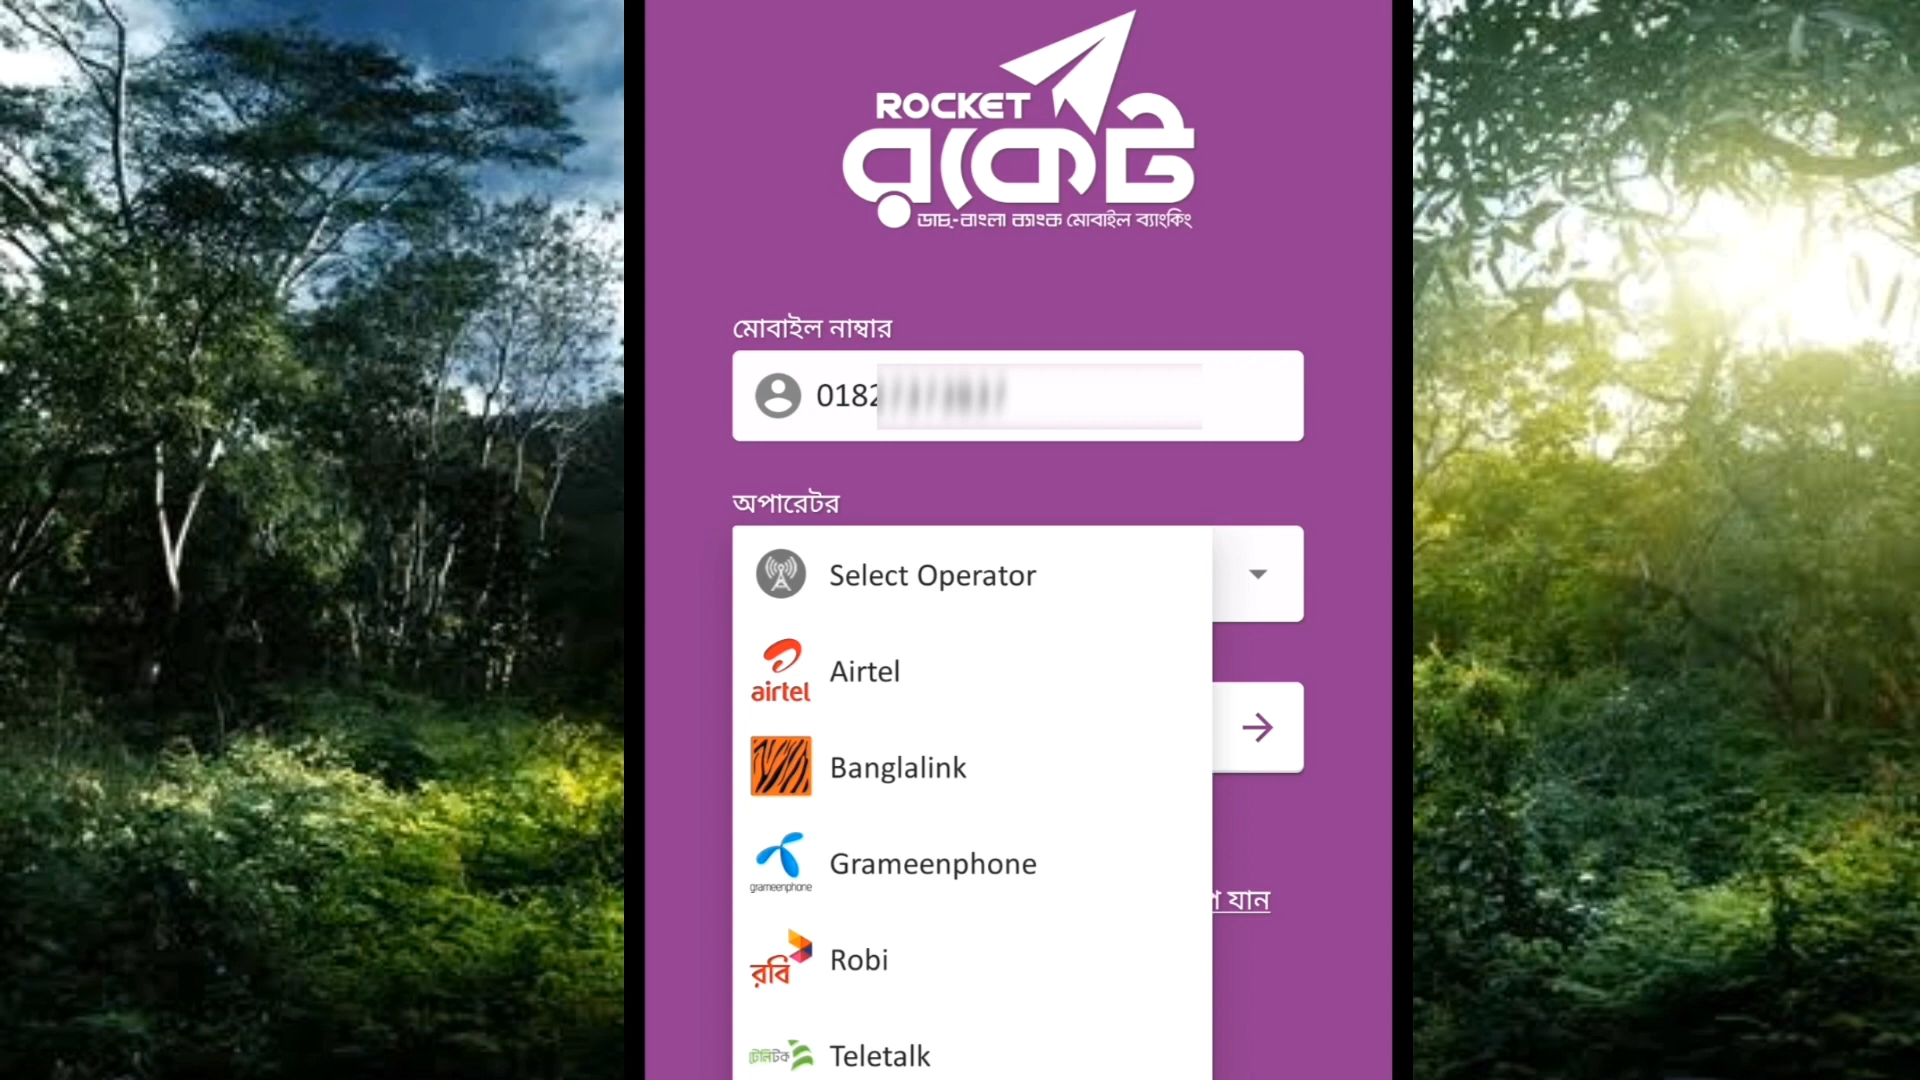 ROCKET
রকেট
ডাচ্-বাংলা ব্যাংক মোবাইল ব্যাংকিং
মোবাইল নাম্বার
0182
অপারেটর
Select Operator
airtel Airtel
Banglalink
grameenphone Grameenphone
রবি Robi
যান
টেলিটক Teletalk